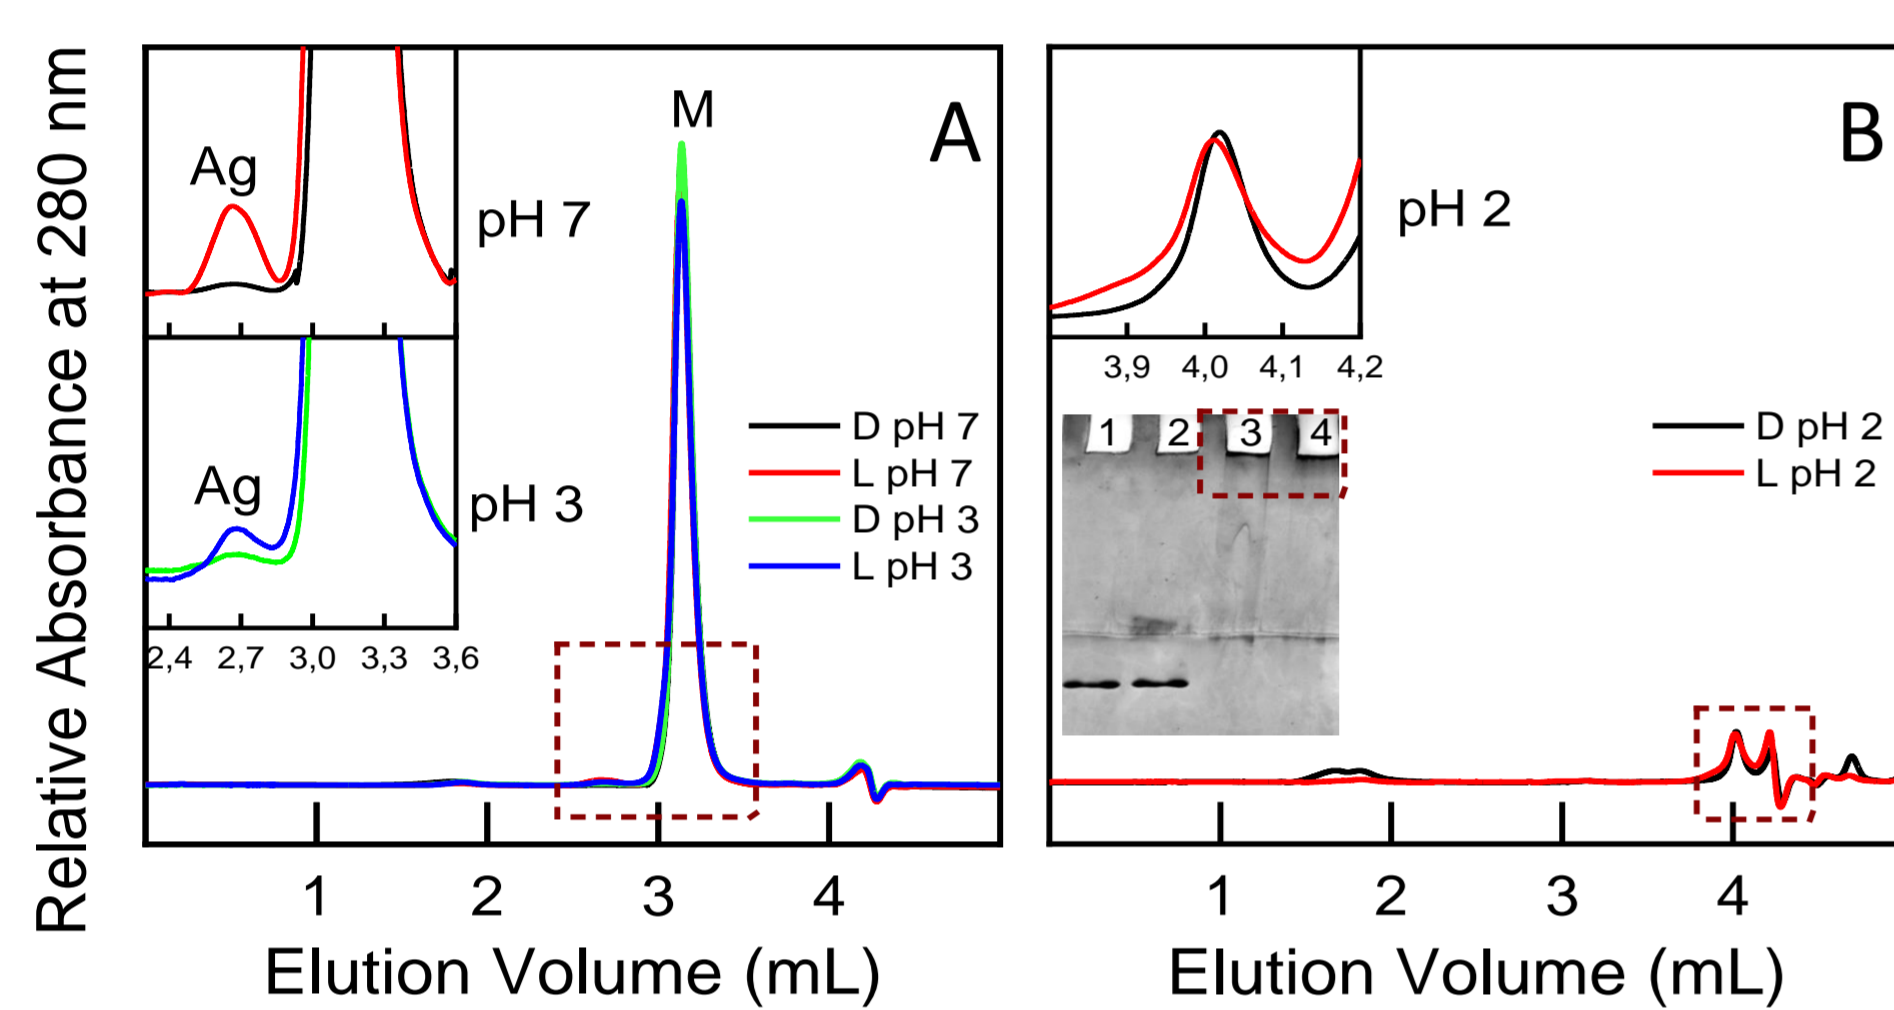 Relative Absorbance at 280 nm
A
M
Ag
pH 7
Ag
pH 3
2,4 2,7 3,0 3,3 3,6
D pH 7
L pH 7
D pH 3
L pH 3
1 2 3 4
Elution Volume (mL)
B
pH 2
3,9 4,0 4,1 4,2
1 2 3 4
D pH 2
L pH 2
1 2 3 4
Elution Volume (mL)